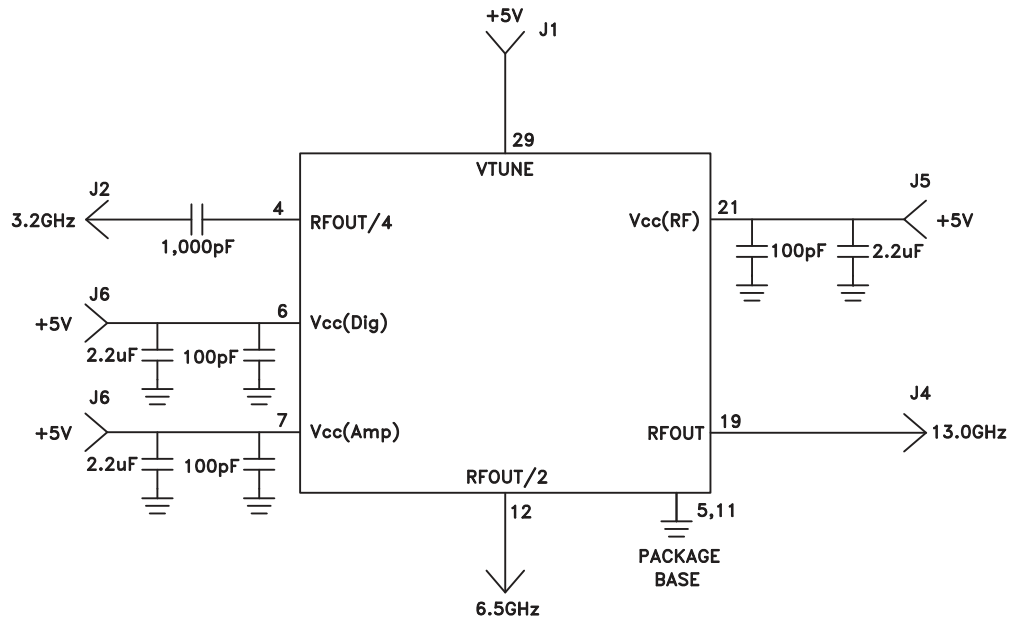 +5V
J1
29
VTUNE
J2
3.2GHz
1,000pF
4
RFOUT/4
Vcc(RF)
21
J5
+5V
100pF
2.2uF
J6
+5V
2.2uF
100pF
6
Vcc(Dig)
J6
+5V
2.2uF
100pF
7
Vcc(Amp)
RFOUT
19
J4
13.0GHz
RFOUT/2
12
6.5GHz
5,11
PACKAGE
BASE